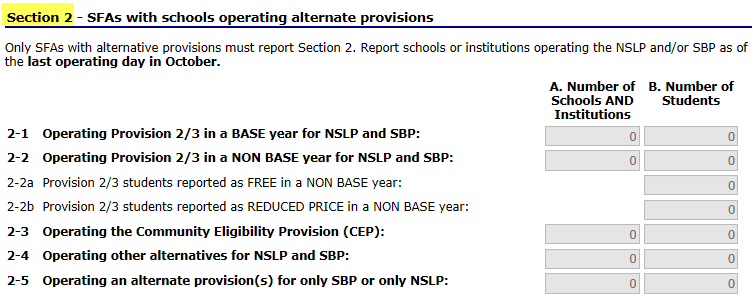 Section 2 - SFAs with schools operating alternate provisions
Only SFAs with alternative provisions must report Section 2. Report schools or institutions operating the NSLP and/or SBP as of
the last operating day in October.
A. Number of Schools AND Institutions B. Number of Students
2-1 Operating Provision 2/3 in a BASE year for NSLP and SBP: 0 0
2-2 Operating Provision 2/3 in a NON BASE year for NSLP and SBP: 0 0
2-2a Provision 2/3 students reported as FREE in a NON BASE year: 0
2-2b Provision 2/3 students reported as REDUCED PRICE in a NON BASE year: 0
2-3 Operating the Community Eligibility Provision (CEP): 0 0
2-4 Operating other alternatives for NSLP and SBP: 0 0
2-5 Operating an alternate provision(s) for only SBP or only NSLP: 0 0